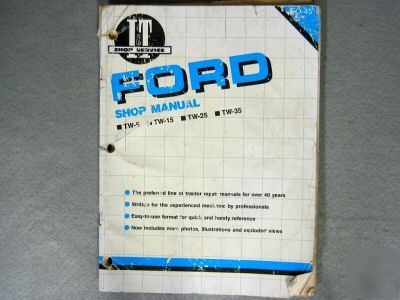 FO-45
I&T
SHOP SERVICE
FORD
SHOP MANUAL
■ TW-5 ■ TW-15 ■ TW-25 ■ TW-35
● The preferred line of tractor repair manuals for over 40 years
● Written for the experienced mechanic by professionals
● Easy-to-use format for quick and handy reference
● Now includes more photos, illustrations and exploded views